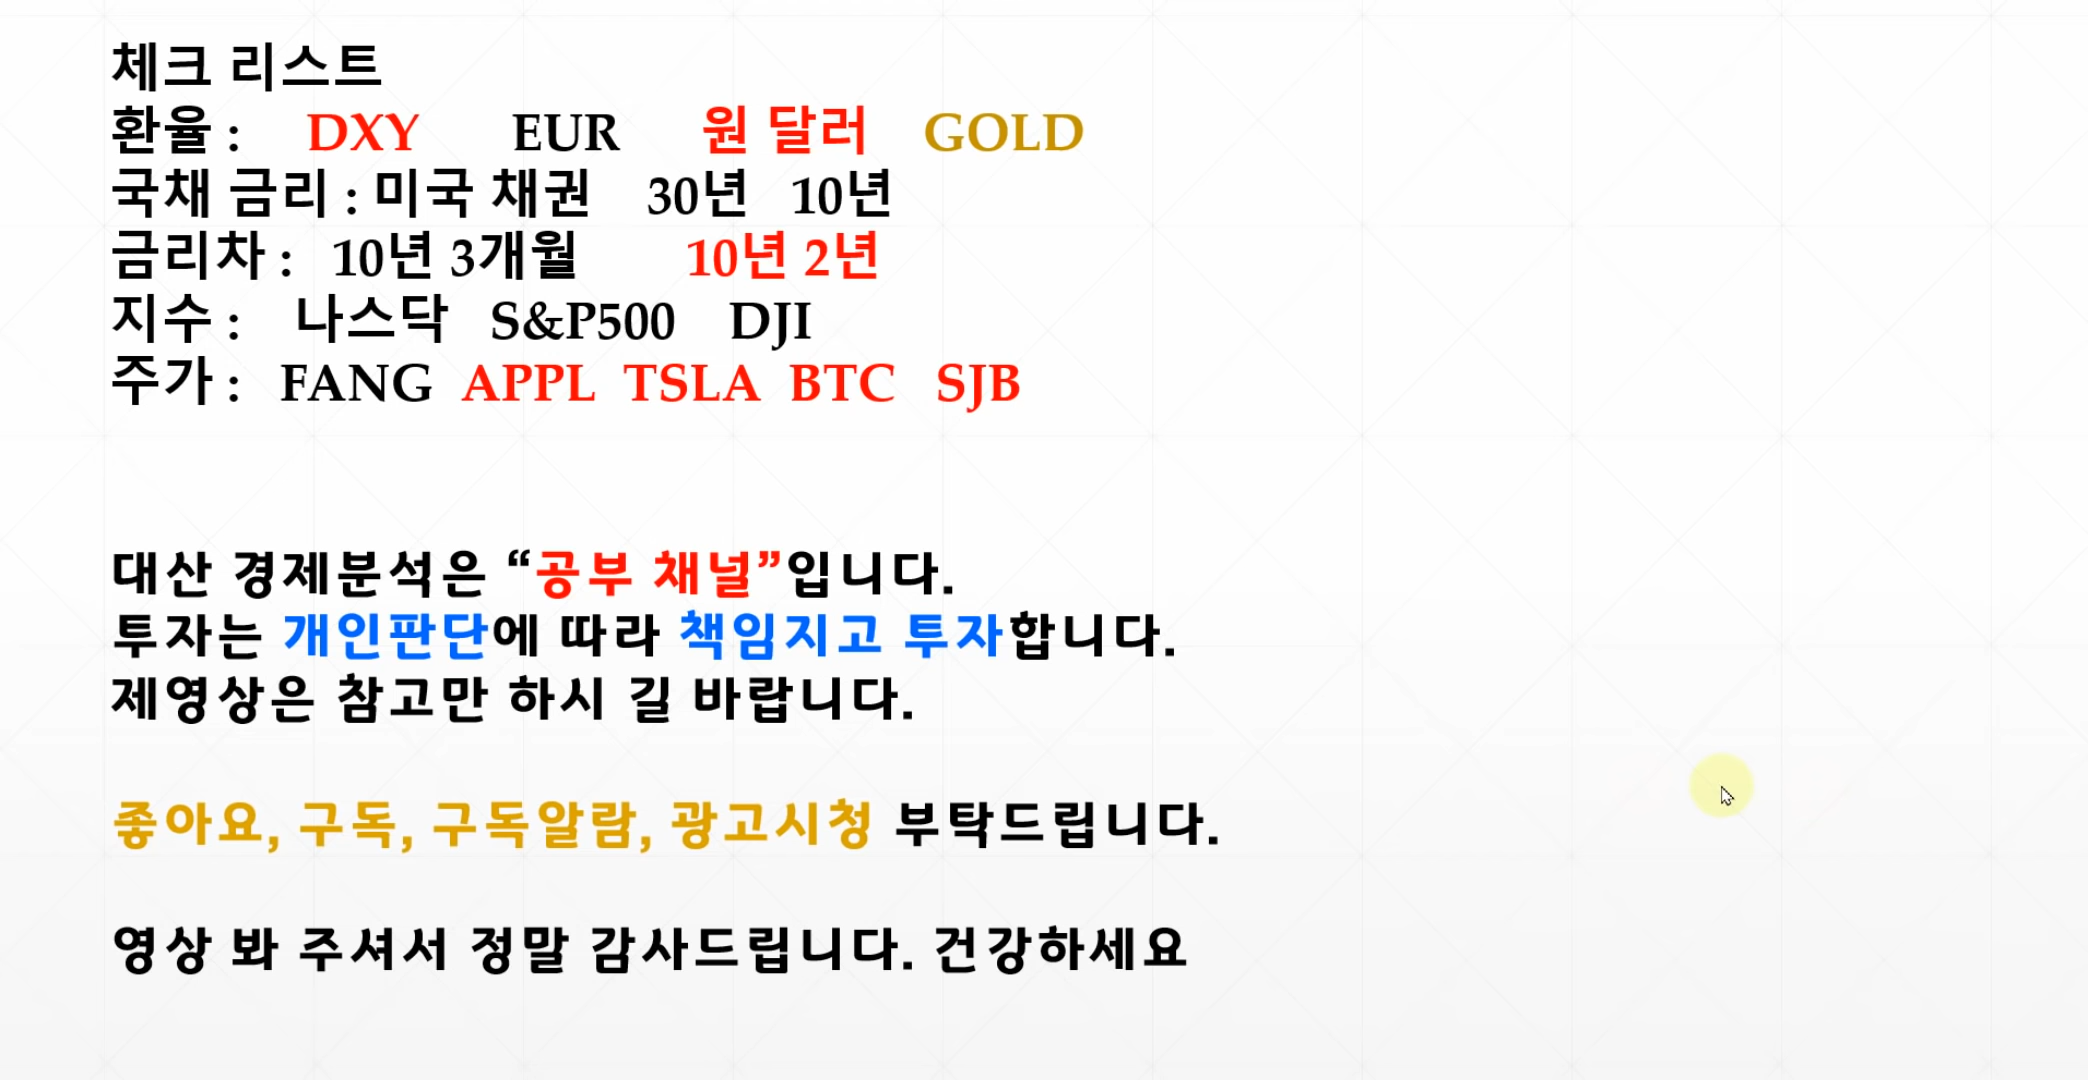 체크 리스트
환율 : DXY EUR 원 달러 GOLD
국채 금리 : 미국 채권 30년 10년
금리차 : 10년 3개월 10년 2년
지수 : 나스닥 S&P500 DJI
주가 : FANG APPL TSLA BTC SJB
대산 경제분석은 “공부 채널”입니다.
투자는 개인판단에 따라 책임지고 투자합니다.
제영상은 참고만 하시 길 바랍니다.
좋아요, 구독, 구독알람, 광고시청 부탁드립니다.
영상 봐 주셔서 정말 감사드립니다. 건강하세요